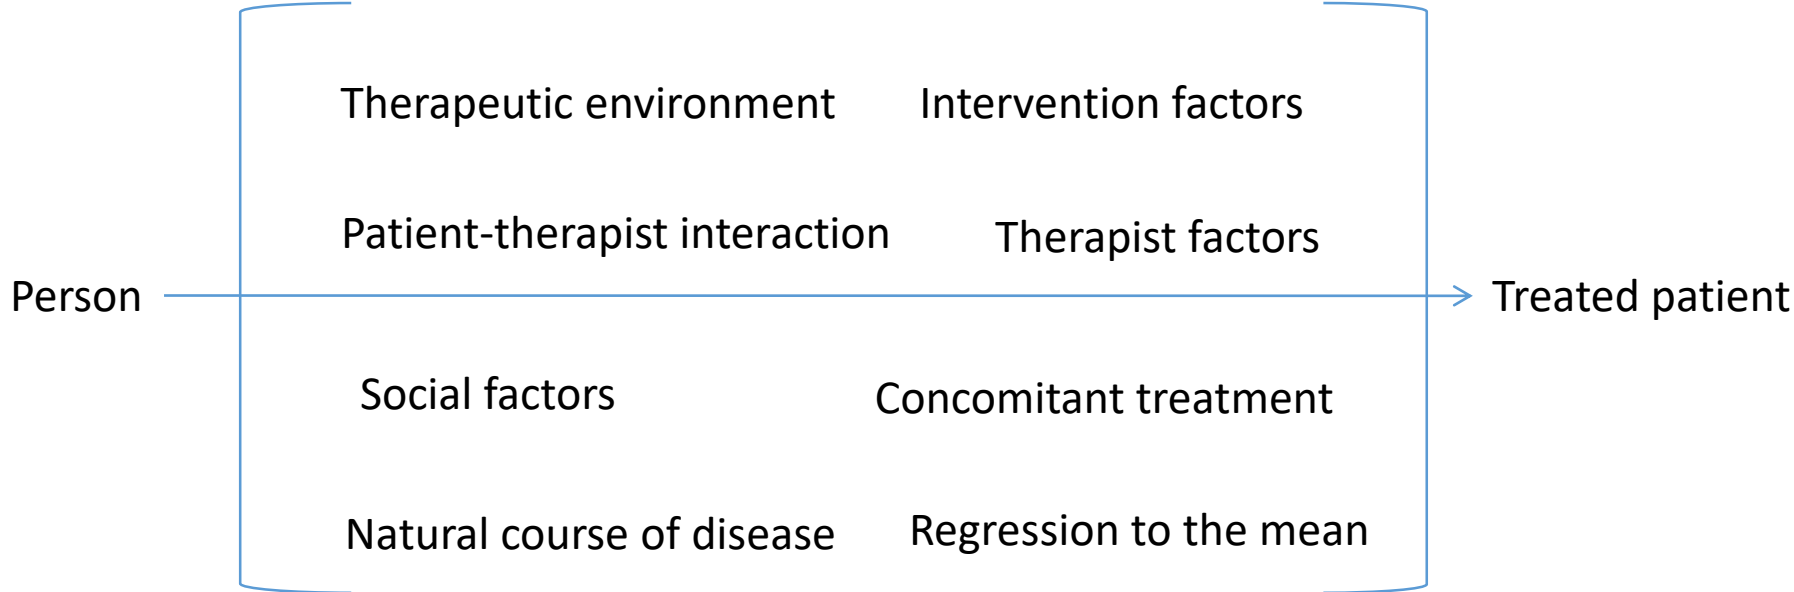 Therapeutic environment
Intervention factors
Patient-therapist interaction
Therapist factors
Person
Treated patient
Social factors
Concomitant treatment
Natural course of disease
Regression to the mean